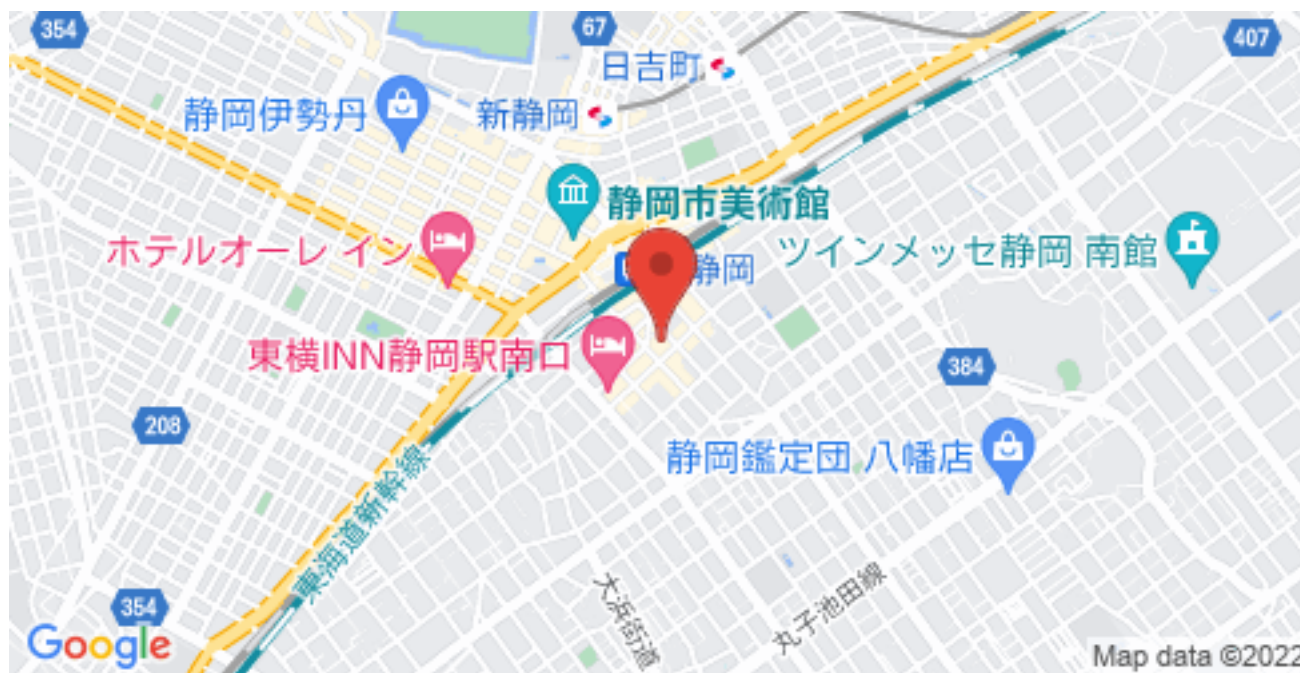 354
67
407
日吉町
静岡伊勢丹
新静岡
静岡市美術館
ホテルオーレ イン
静岡
ツインメッセ静岡 南館
東横INN静岡駅南口
384
208
静岡鑑定団 八幡店
東海道新幹線
大浜街道
丸子池田線
354
Google
Map data ©2022